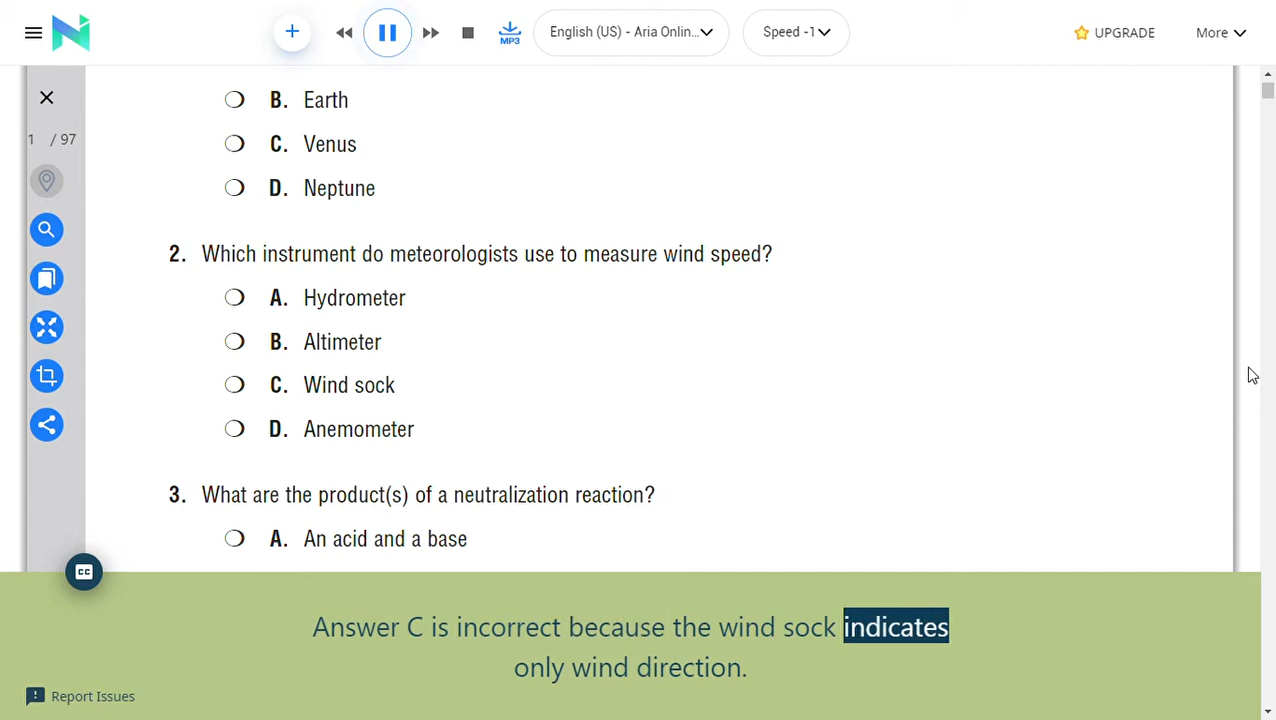 MP3
English (US) - Aria Onlin...
Speed -1
UPGRADE
More
1 / 97
B. Earth
C. Venus
D. Neptune
2. Which instrument do meteorologists use to measure wind speed?
A. Hydrometer
B. Altimeter
C. Wind sock
D. Anemometer
3. What are the product(s) of a neutralization reaction?
A. An acid and a base
CC
Answer C is incorrect because the wind sock indicates
only wind direction.
Report Issues